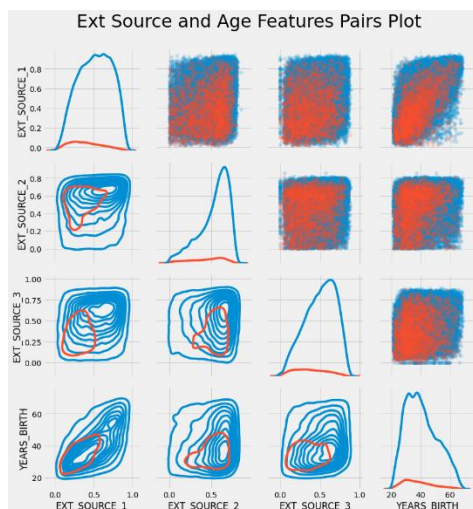 Ext Source and Age Features Pairs Plot
EXT_SOURCE_1
0.8
0.6
0.4
0.2
0.0
EXT_SOURCE_2
0.8
0.6
0.4
0.2
0.0
EXT_SOURCE_3
1.00
0.75
0.50
0.25
0.00
YEARS_BIRTH
60
40
20
0.0 0.5 1.0 0.0 0.5 0.0 0.5 1.0 20 40 60
EXT_SOURCE_1 EXT_SOURCE_2 EXT_SOURCE_3 YEARS_BIRTH